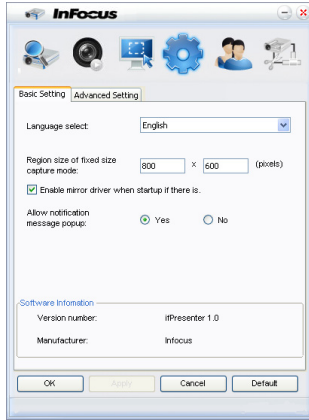 InFocus
Basic Setting Advanced Setting
Language select: English
Region size of fixed size capture mode: 800 X 600 (pixels)
Enable mirror driver when startup if there is.
Allow notification message popup: Yes No
Software Infomation
Version number: ifPresenter 1.0
Manufacturer: Infocus
OK Apply Cancel Default